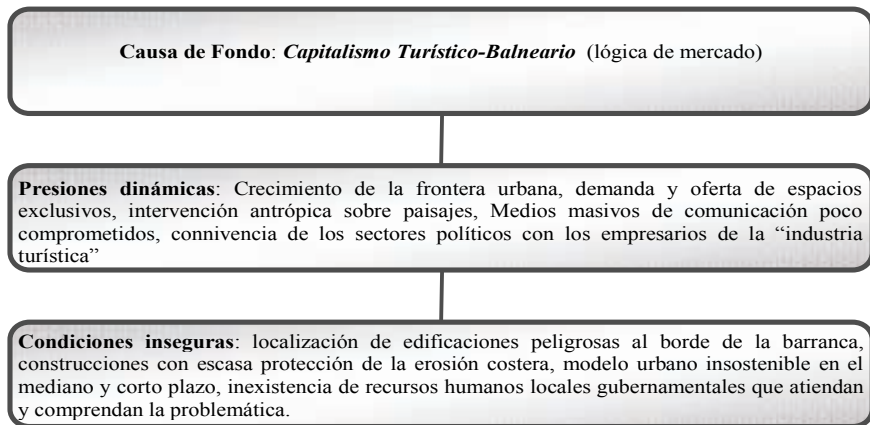 Causa de Fondo: Capitalismo Turístico-Balneario (lógica de mercado)
Presiones dinámicas: Crecimiento de la frontera urbana, demanda y oferta de espacios
exclusivos, intervención antrópica sobre paisajes, Medios masivos de comunicación poco
comprometidos, connivencia de los sectores políticos con los empresarios de la “industria
turística”
Condiciones inseguras: localización de edificaciones peligrosas al borde de la barranca,
construcciones con escasa protección de la erosión costera, modelo urbano insostenible en el
mediano y corto plazo, inexistencia de recursos humanos locales gubernamentales que atiendan
y comprendan la problemática.